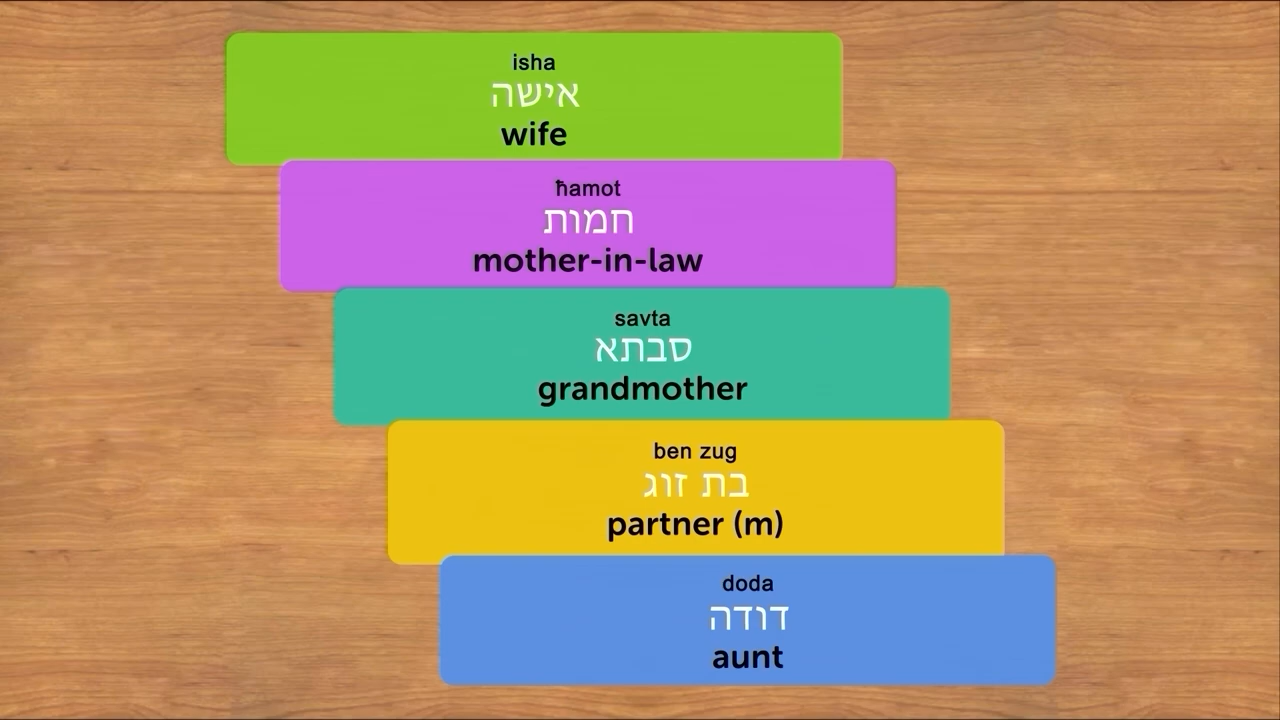 isha
אישה
wife
ħamot
חמות
mother-in-law
savta
סבתא
grandmother
ben zug
בת זוג
partner (m)
doda
דודה
aunt